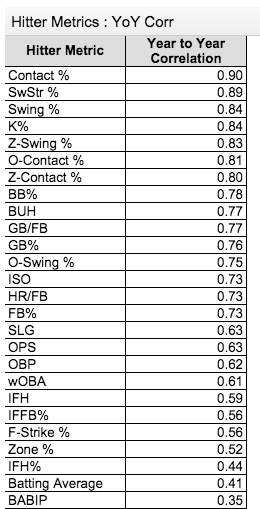 Hitter Metrics : YoY Corr
Hitter Metric Year to Year Correlation
Contact % 0.90
SwStr % 0.89
Swing % 0.84
K% 0.84
Z-Swing % 0.83
O-Contact % 0.81
Z-Contact % 0.80
BB% 0.78
BUH 0.77
GB/FB 0.77
GB% 0.76
O-Swing % 0.75
ISO 0.73
HR/FB 0.73
FB% 0.73
SLG 0.63
OPS 0.63
OBP 0.62
wOBA 0.61
IFH 0.59
IFFB% 0.56
F-Strike % 0.56
Zone % 0.52
IFH% 0.44
Batting Average 0.41
BABIP 0.35